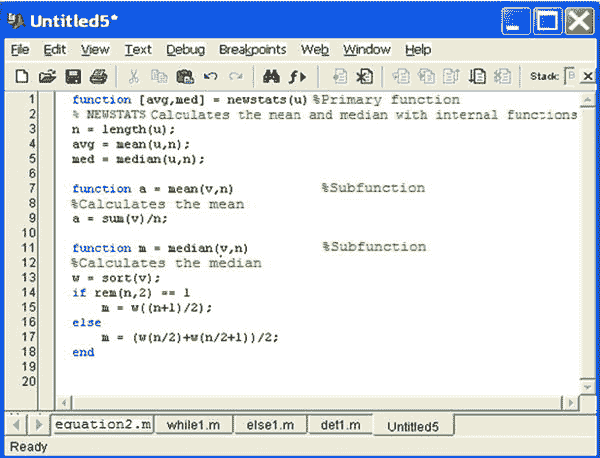 Untitled5*
File Edit View Text Debug Breakpoints Web Window Help
Stack: B
1 function [avg,med] = newstats(u) %Primary function
2 % NEWSTATS Calculates the mean and median with internal functions
3 n = length(u);
4 avg = mean(u,n);
5 med = median(u,n);
6
7 function a = mean(v,n) %Subfunction
8 %Calculates the mean
9 a = sum(v)/n;
10
11 function m = median(v,n) %Subfunction
12 %Calculates the median
13 w = sort(v);
14 if rem(n,2) == 1
15 m = w((n+1)/2);
16 else
17 m = (w(n/2)+w(n/2+1))/2;
18 end
19
20
equation2.m while1.m else1.m det1.m Untitled5
Ready